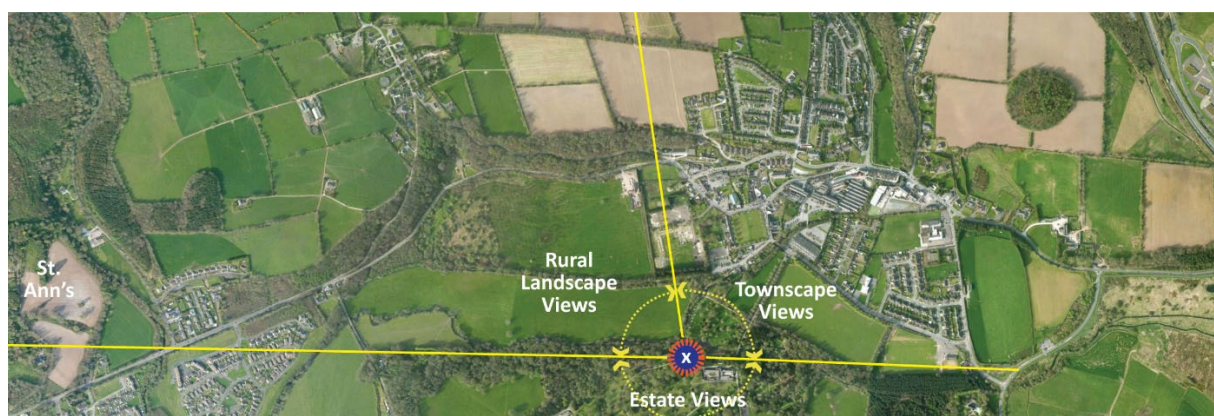 St.
Ann's
Rural
Landscape
Views
Townscape
Views
x
Estate Views